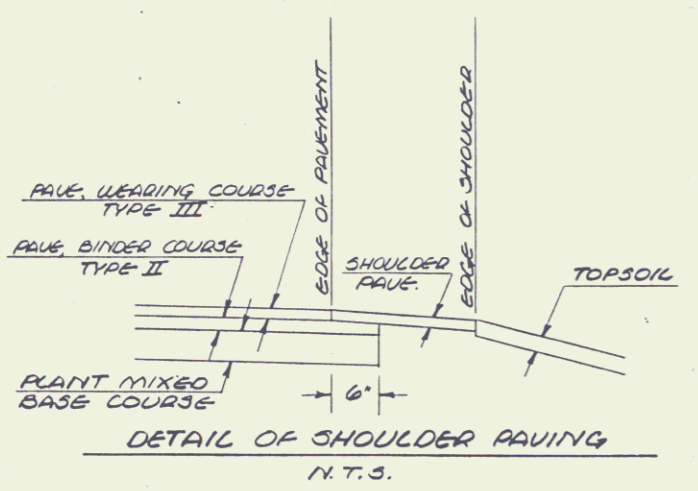 EDGE OF PAVEMENT
EDGE OF SHOULDER
PAVE, WEARING COURSE
TYPE III
PAVE, BINDER COURSE
TYPE II
SHOULDER
PAVE.
TOPSOIL
PLANT MIXED
BASE COURSE
6"
DETAIL OF SHOULDER PAVING
N.T.S.